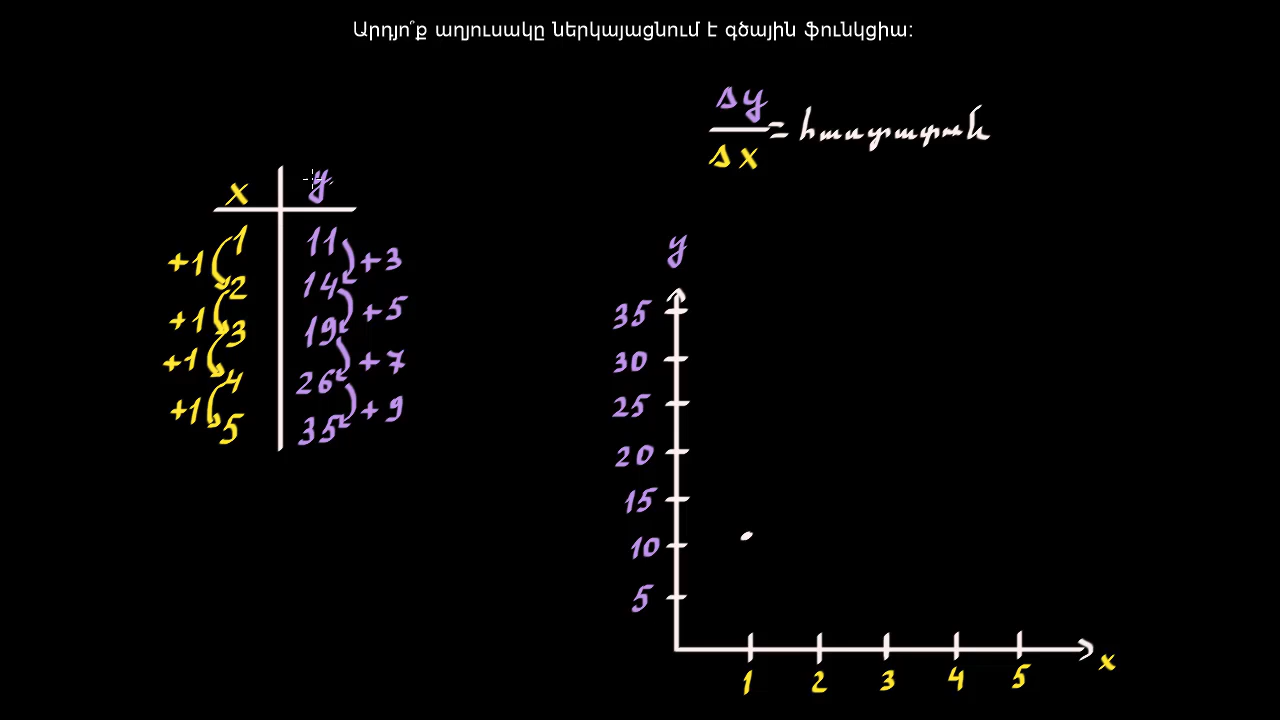 Արդյո՞ք աղյուսակը ներկայացնում է գծային ֆունկցիա:
Δy
Δx
= հաստատուն
x y
1 11
2 14
3 19
4 26
5 35
+1 +3
+1 +5
+1 +7
+1 +9
y
35
30
25
20
15
10
5
1 2 3 4 5 x